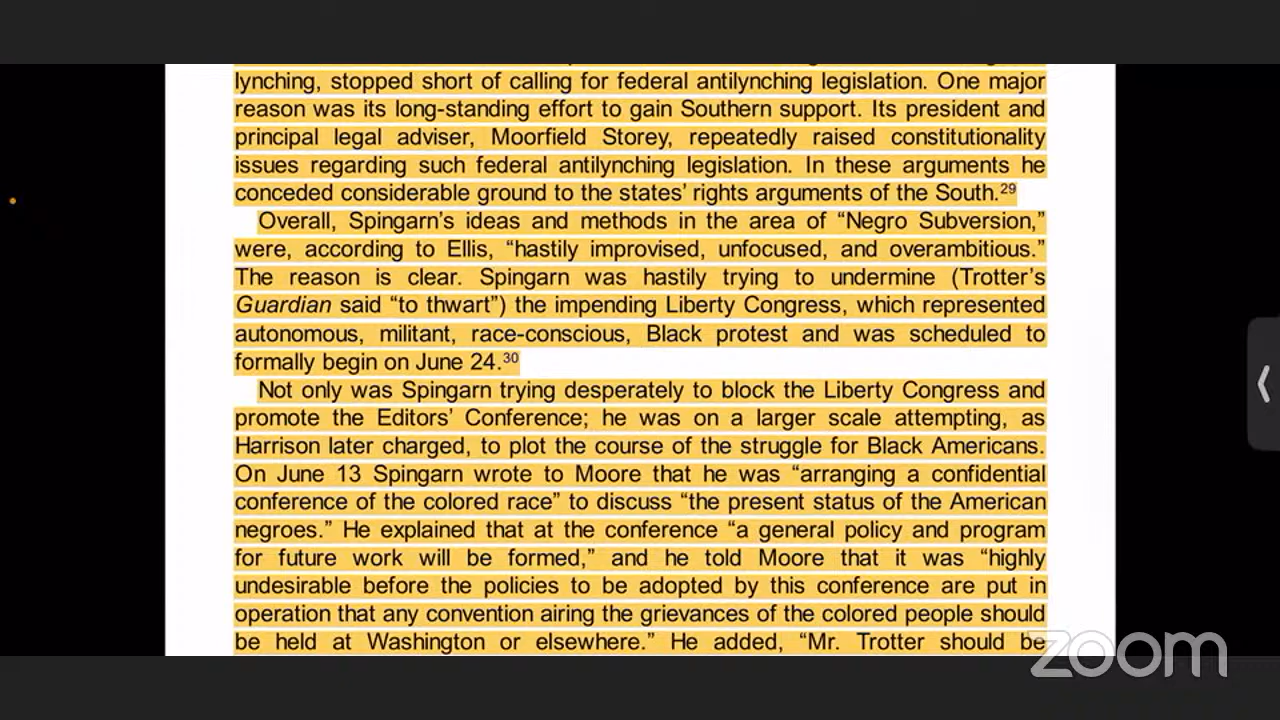 lynching, stopped short of calling for federal antilynching legislation. One major
reason was its long-standing effort to gain Southern support. Its president and
principal legal adviser, Moorfield Storey, repeatedly raised constitutionality
issues regarding such federal antilynching legislation. In these arguments he
conceded considerable ground to the states’ rights arguments of the South.29
Overall, Spingarn’s ideas and methods in the area of “Negro Subversion,”
were, according to Ellis, “hastily improvised, unfocused, and overambitious.”
The reason is clear. Spingarn was hastily trying to undermine (Trotter’s
Guardian said “to thwart”) the impending Liberty Congress, which represented
autonomous, militant, race-conscious, Black protest and was scheduled to
formally begin on June 24.30
Not only was Spingarn trying desperately to block the Liberty Congress and
promote the Editors’ Conference; he was on a larger scale attempting, as
Harrison later charged, to plot the course of the struggle for Black Americans.
On June 13 Spingarn wrote to Moore that he was “arranging a confidential
conference of the colored race” to discuss “the present status of the American
negroes.” He explained that at the conference “a general policy and program
for future work will be formed,” and he told Moore that it was “highly
undesirable before the policies to be adopted by this conference are put in
operation that any convention airing the grievances of the colored people should
be held at Washington or elsewhere.” He added, “Mr. Trotter should be
zoom